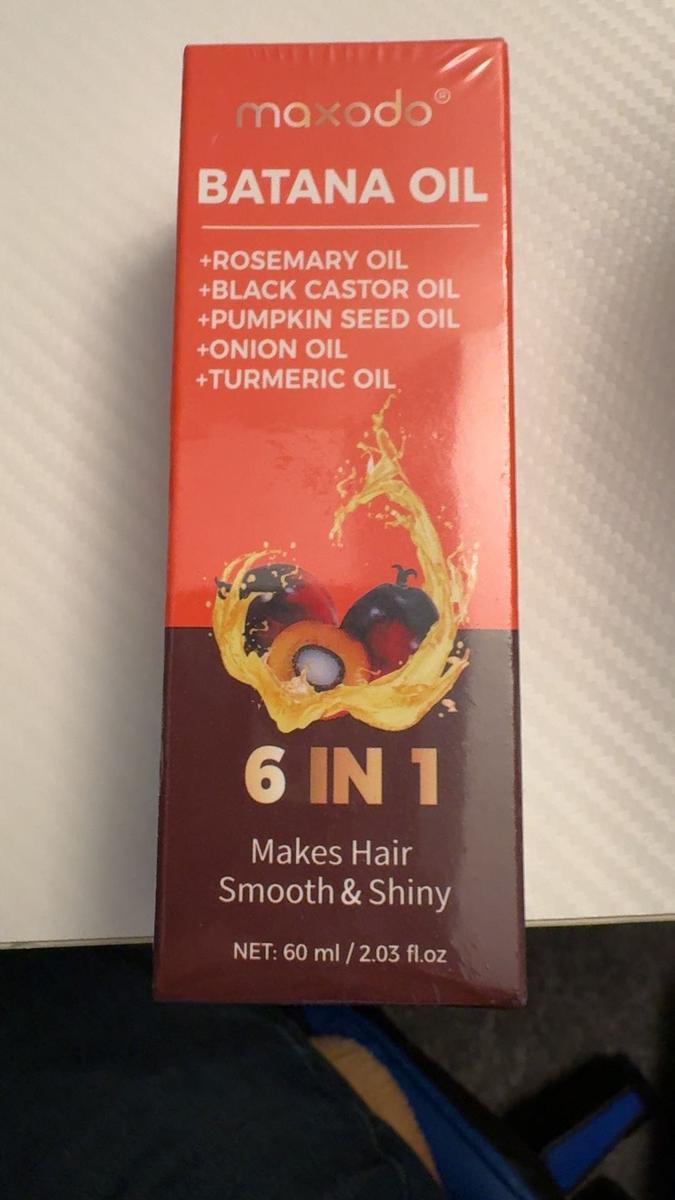 maxodo®
BATANA OIL
+ROSEMARY OIL
+BLACK CASTOR OIL
+PUMPKIN SEED OIL
+ONION OIL
+TURMERIC OIL
6 IN 1
Makes Hair
Smooth & Shiny
NET: 60 ml / 2.03 fl.oz